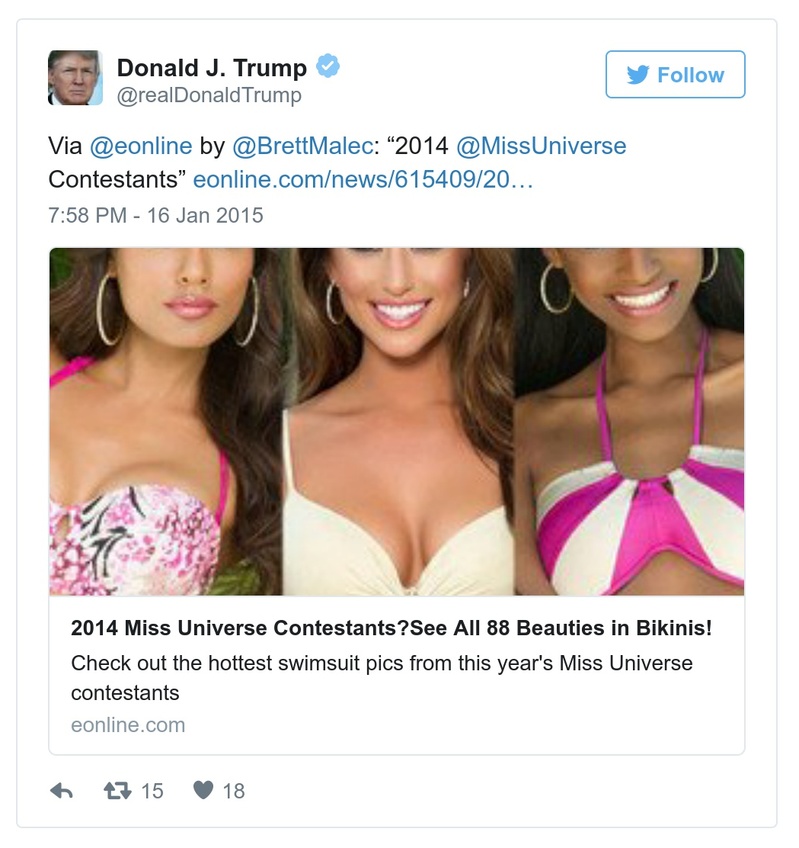 Donald J. Trump
@realDonaldTrump
Follow
Via @eonline by @BrettMalec: “2014 @MissUniverse
Contestants” eonline.com/news/615409/20…
7:58 PM - 16 Jan 2015
2014 Miss Universe Contestants?See All 88 Beauties in Bikinis!
Check out the hottest swimsuit pics from this year's Miss Universe
contestants
eonline.com
15
18